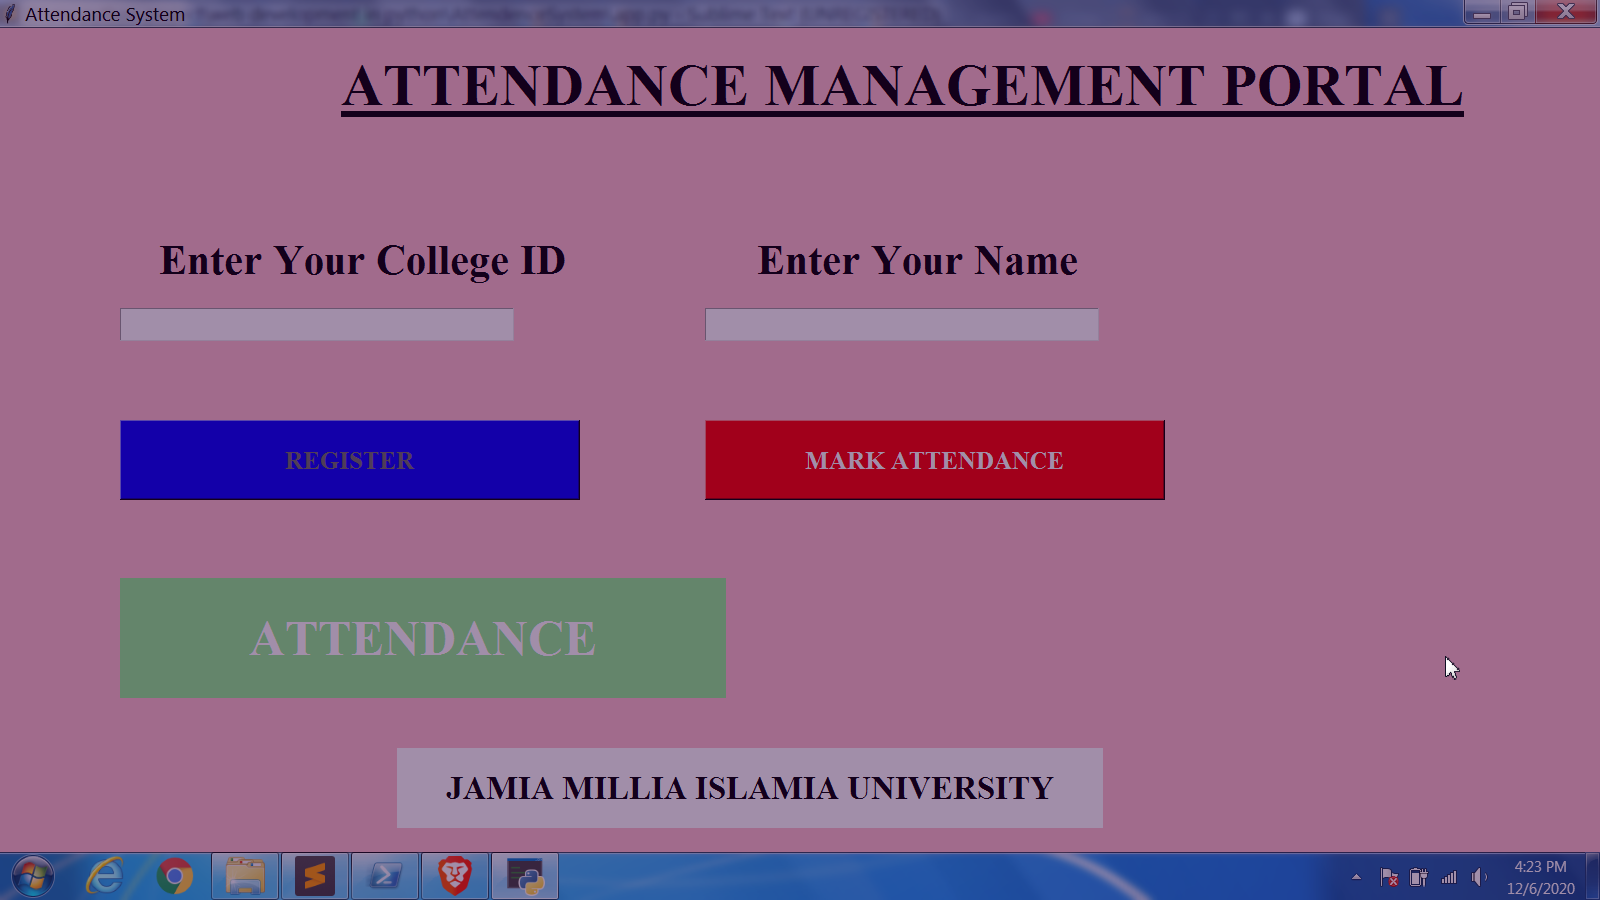 Attendance System
ATTENDANCE MANAGEMENT PORTAL
Enter Your College ID
Enter Your Name
REGISTER
MARK ATTENDANCE
ATTENDANCE
JAMIA MILLIA ISLAMIA UNIVERSITY
4:23 PM
12/6/2020